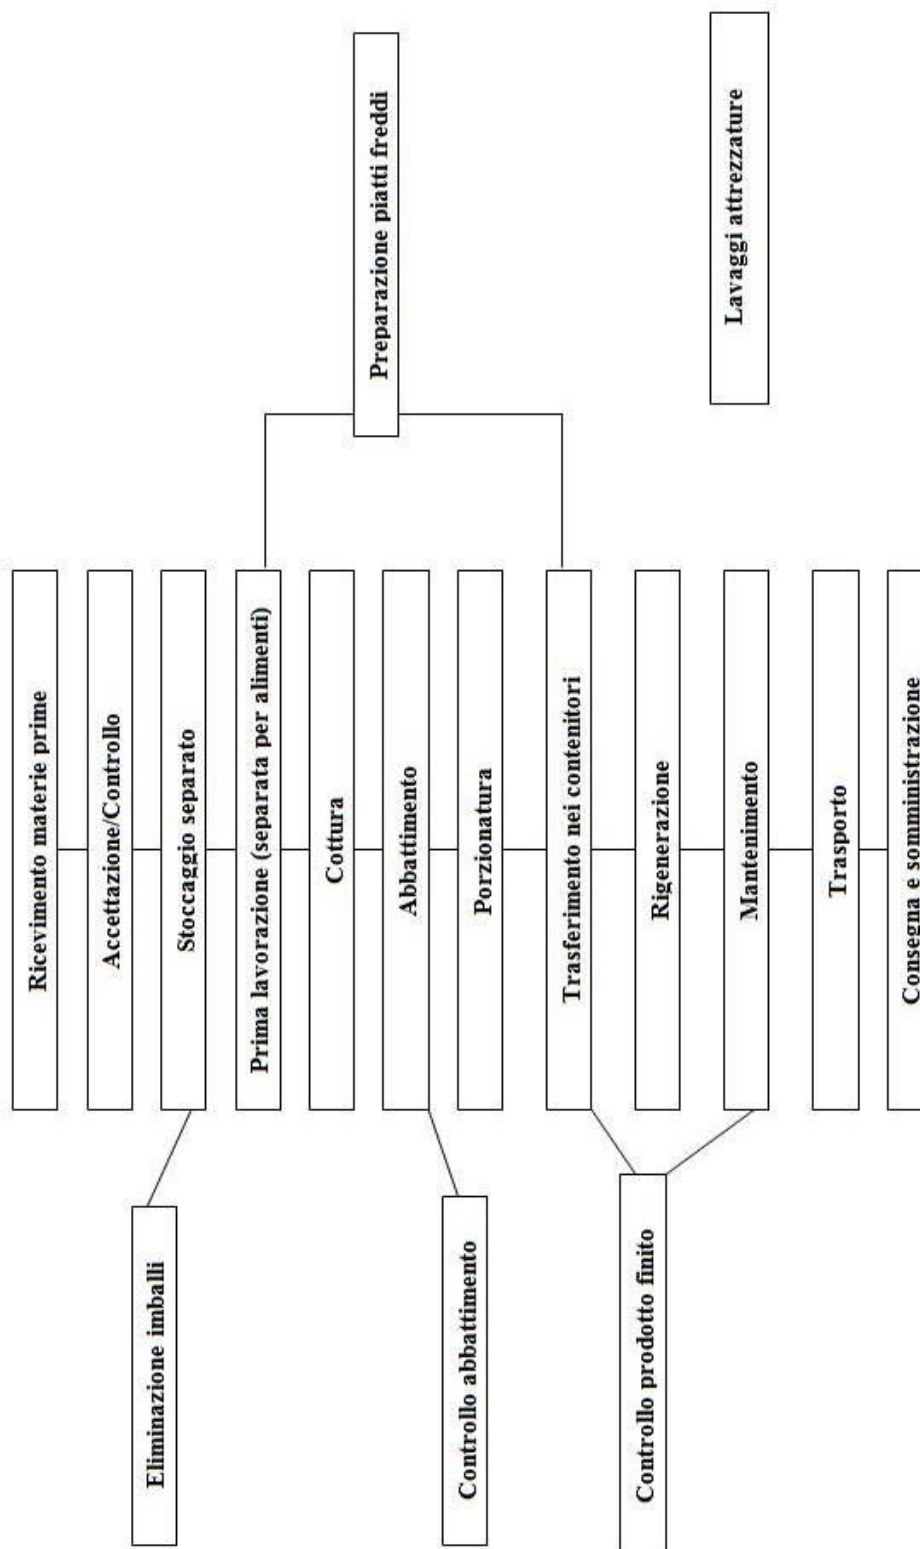 Ricevimento materie prime
Accettazione/Controllo
Stoccaggio separato
Eliminazione imballi
Prima lavorazione (separata per alimenti)
Preparazione piatti freddi
Cottura
Abbattimento
Controllo abbattimento
Porzionatura
Trasferimento nei contenitori
Controllo prodotto finito
Rigenerazione
Mantenimento
Lavaggi attrezzature
Trasporto
Consegna e somministrazione